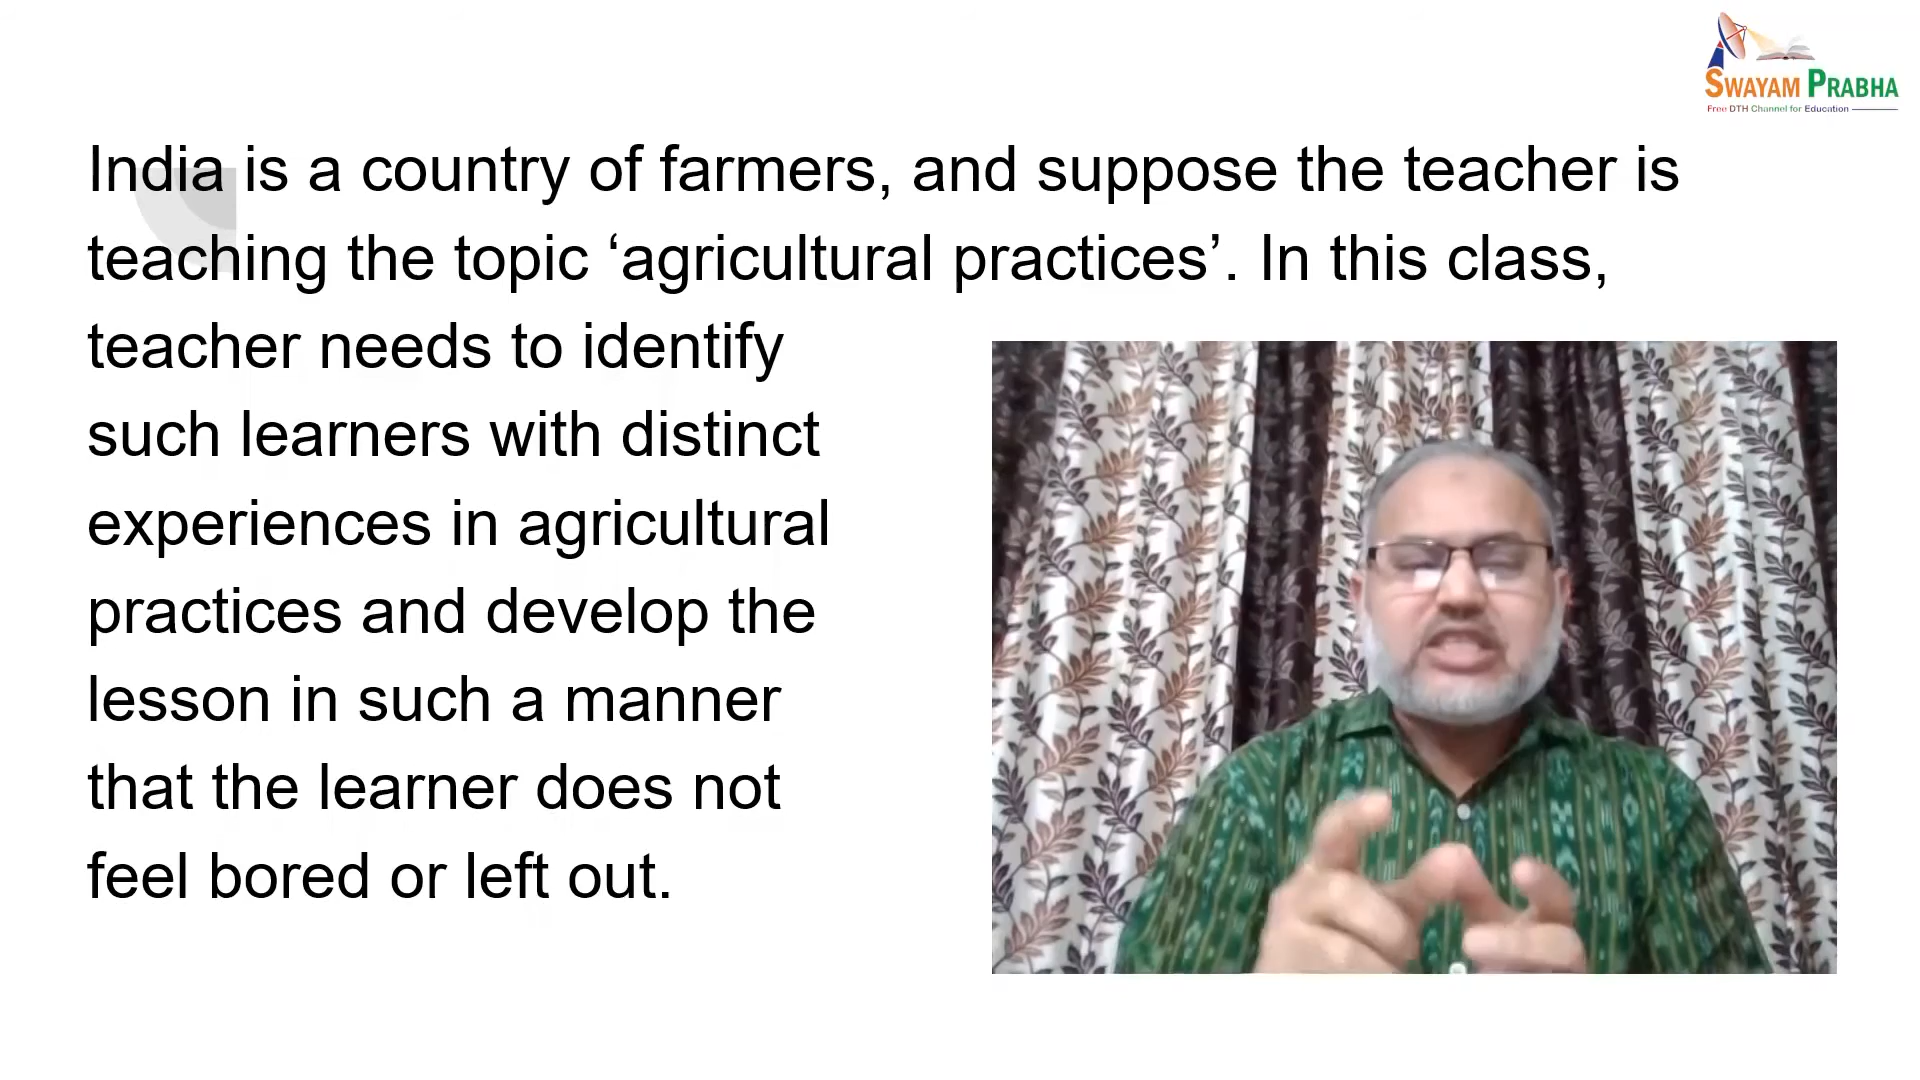 SWAYAM PRABHA
Free DTH Channel for Education
India is a country of farmers, and suppose the teacher is
teaching the topic ‘agricultural practices’. In this class,
teacher needs to identify
such learners with distinct
experiences in agricultural
practices and develop the
lesson in such a manner
that the learner does not
feel bored or left out.